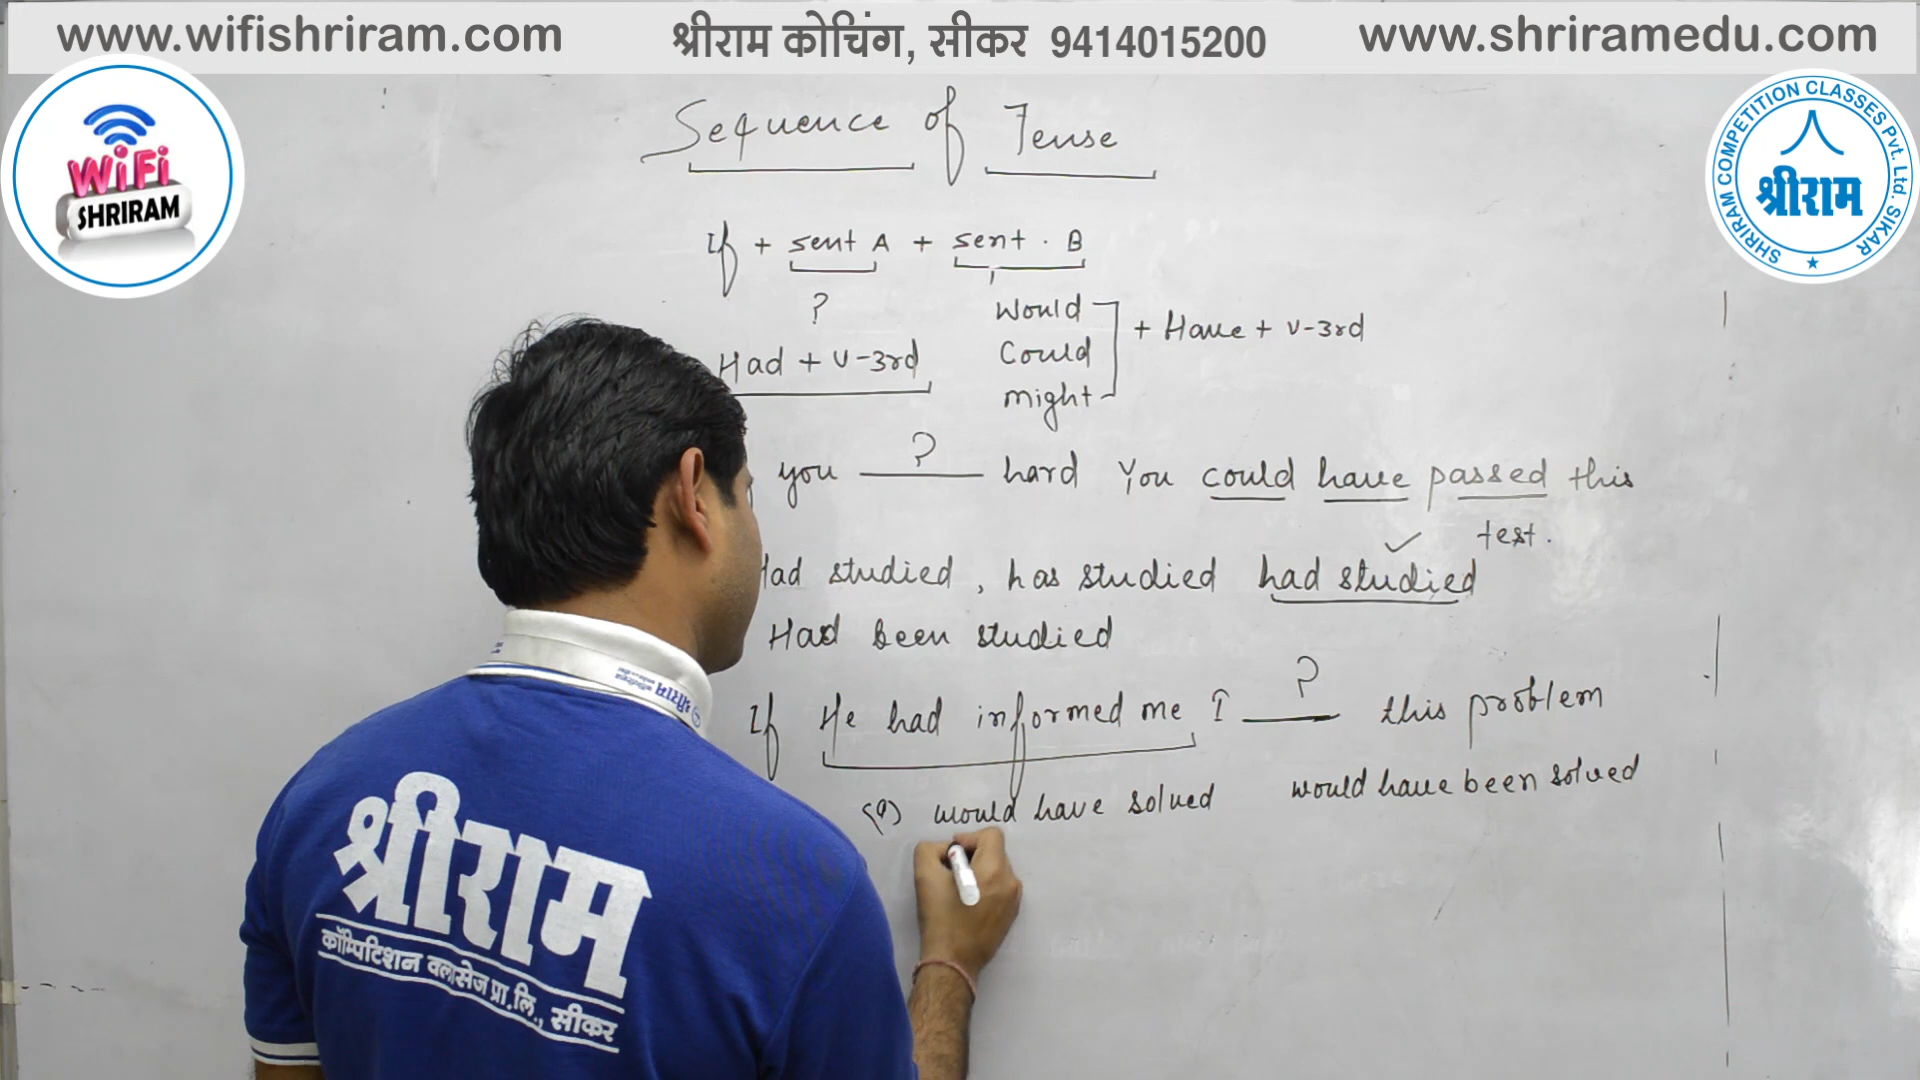 www.wifishriram.com श्रीराम कोचिंग, सीकर 9414015200 www.shriramedu.com
WiFi
SHRIRAM
SHRIRAM COMPETITION CLASSES Pvt. Ltd. SIKAR
श्रीराम
Sequence of Tense
If + sent A + sent. B
?
Would
Could
might
+ Have + V-3rd
Had + V-3rd
you ___?___ hard You could have passed this
test.
Had studied, has studied had studied
Had been studied
If He had informed me I ___?___ this problem
(a) would have solved would have been solved
श्रीराम
श्रीराम
कॉम्पिटिशन क्लासेज प्रा.लि., सीकर